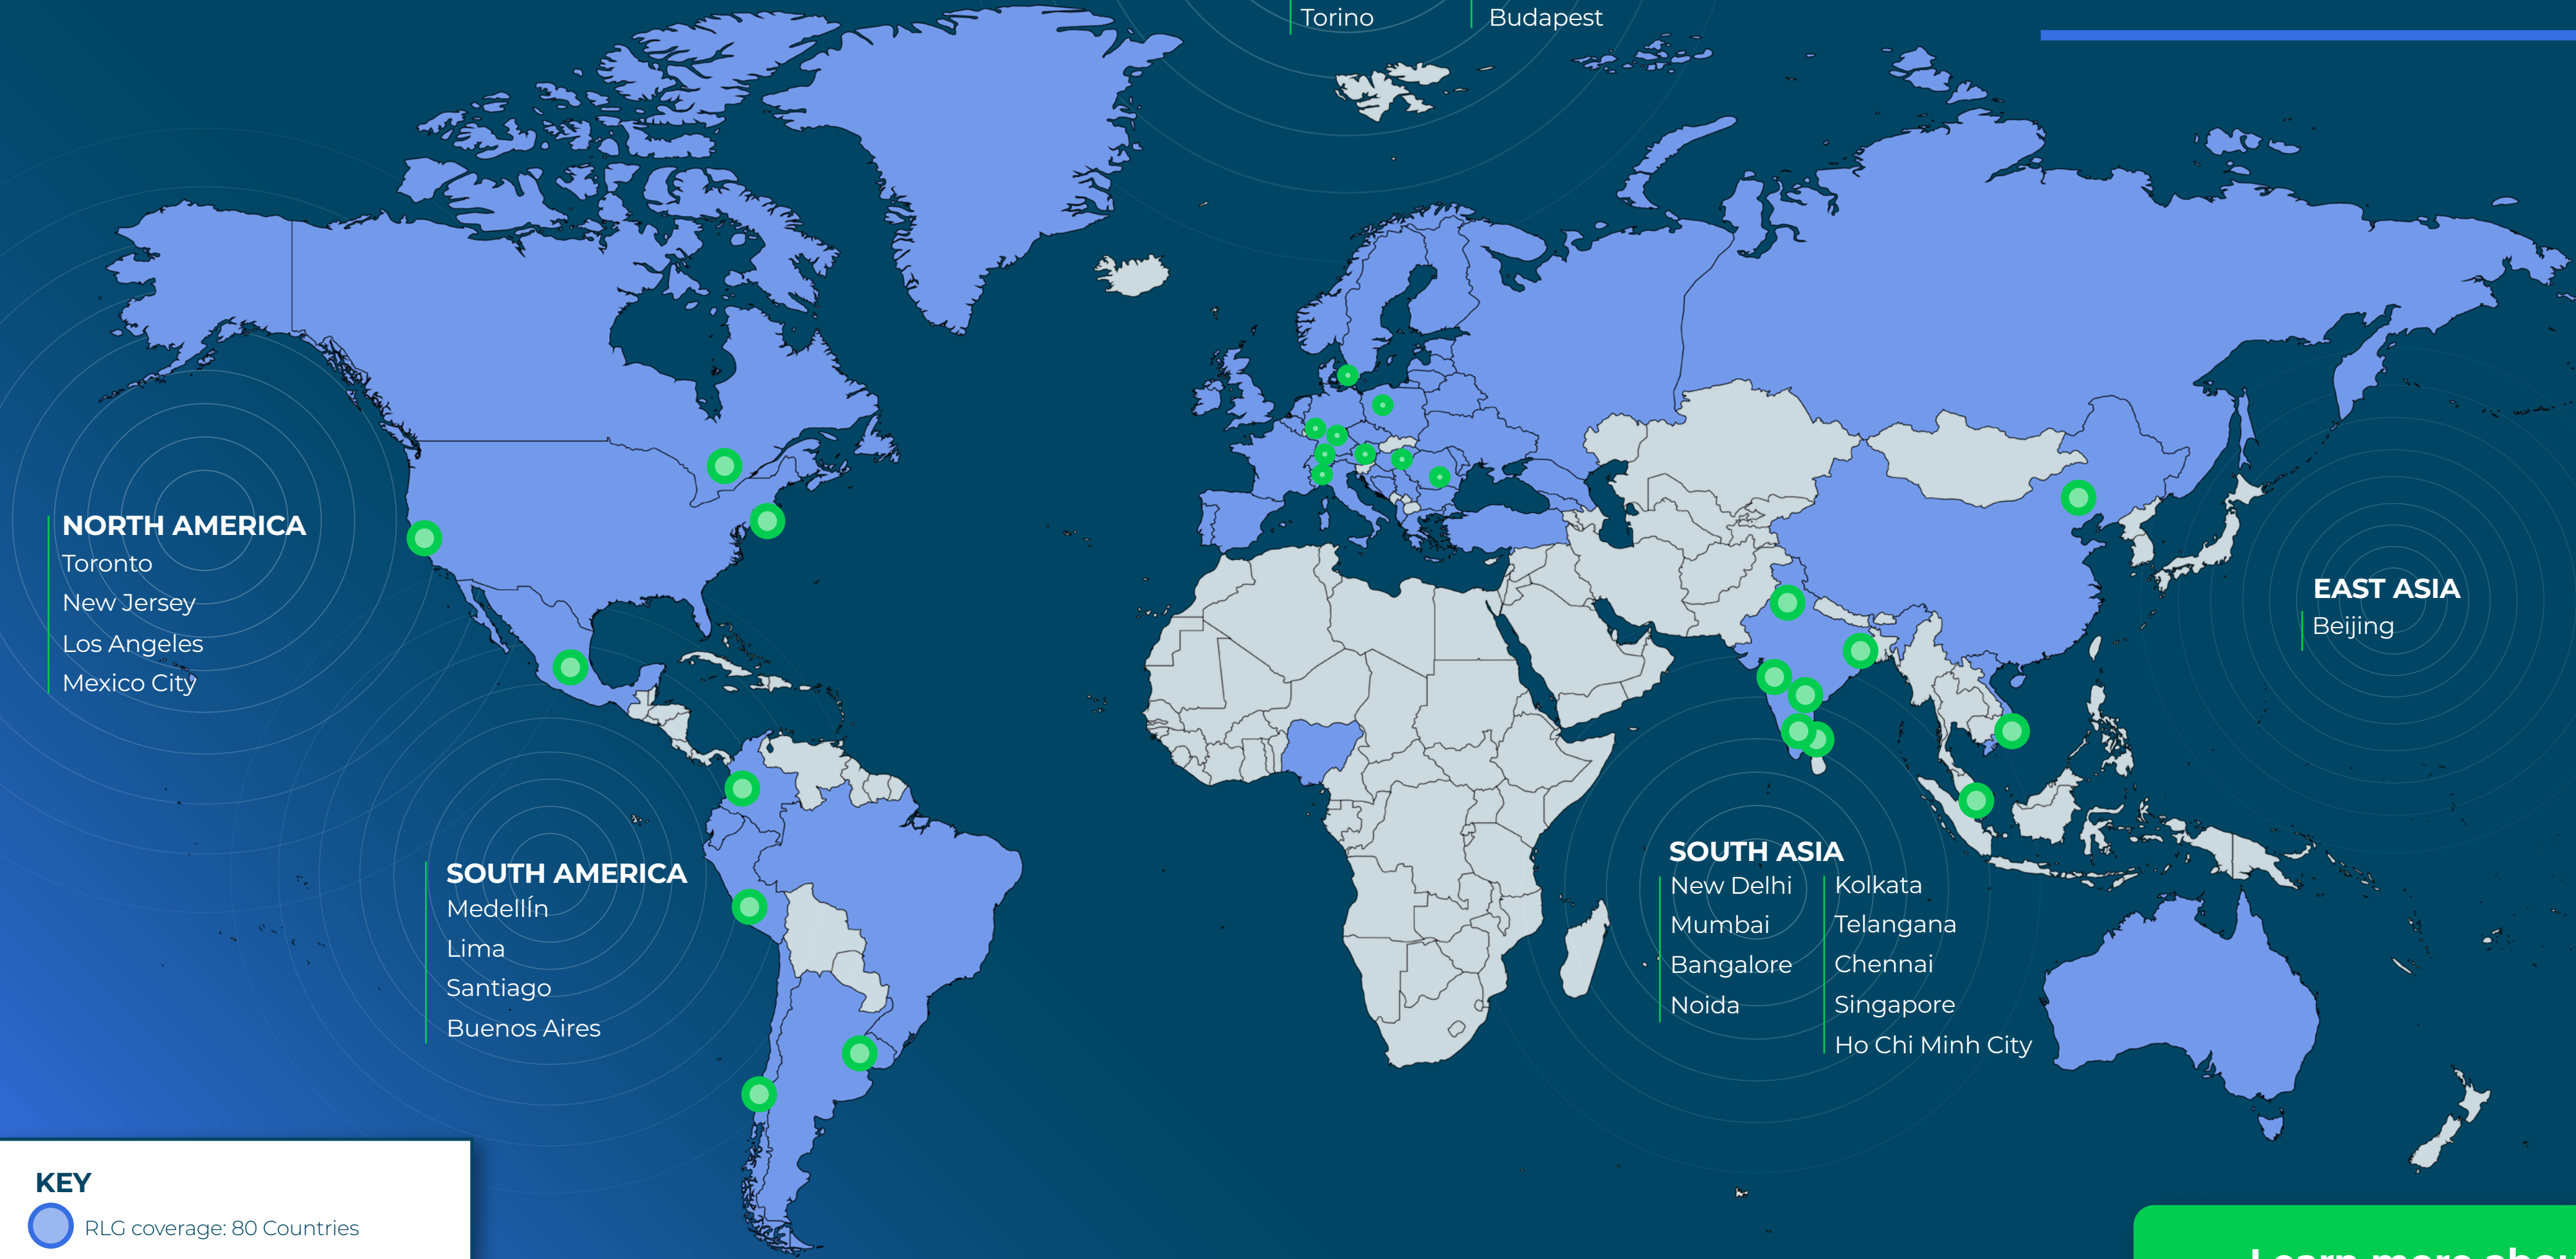 Torino
Budapest
NORTH AMERICA
Toronto
New Jersey
Los Angeles
Mexico City
EAST ASIA
Beijing
SOUTH AMERICA
Medellín
Lima
Santiago
Buenos Aires
SOUTH ASIA
New Delhi
Mumbai
Bangalore
Noida
Kolkata
Telangana
Chennai
Singapore
Ho Chi Minh City
KEY
RLG coverage: 80 Countries
Learn more